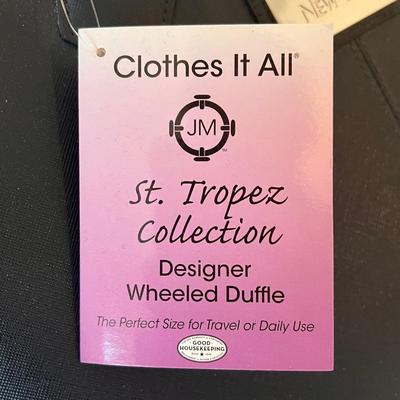 Clothes It All®
JM
St. Tropez
Collection
Designer
Wheeled Duffle
The Perfect Size for Travel or Daily Use
GOOD
HOUSEKEEPING